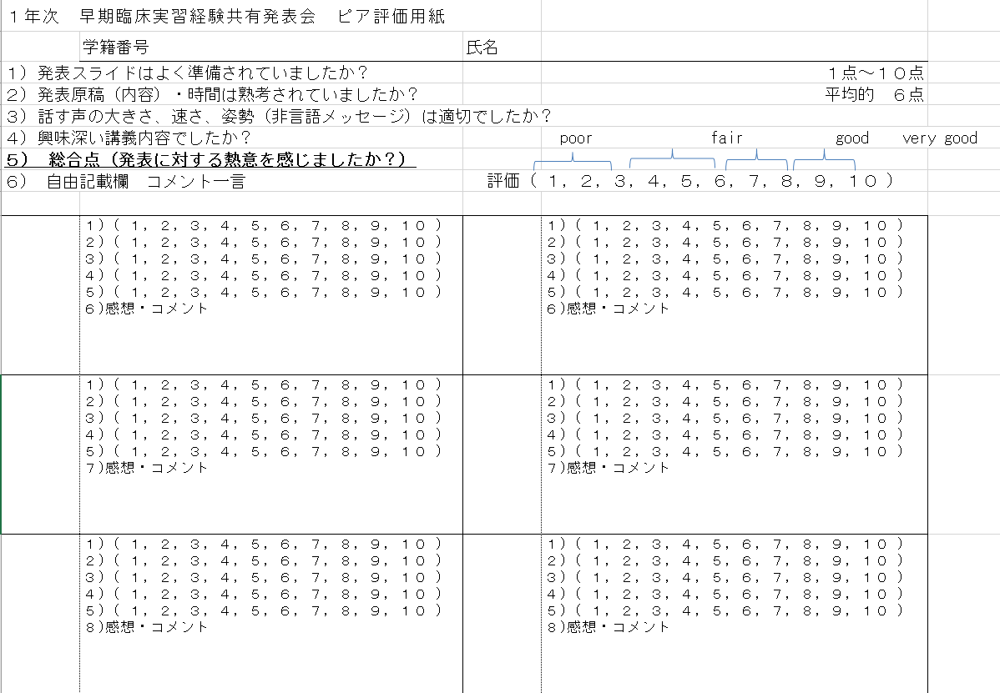 １年次　早期臨床実習経験共有発表会　ピア評価用紙
学籍番号　氏名
１）発表スライドはよく準備されていましたか？　１点～１０点
２）発表原稿（内容）・時間は熟考されていましたか？　平均的　６点
３）話す声の大きさ、速さ、姿勢（非言語メッセージ）は適切でしたか？
４）興味深い講義内容でしたか？　poor　fair　good　very good
５）　総合点（発表に対する熱意を感じましたか？）
６）　自由記載欄　コメント一言　評価（１，２，３，４，５，６，７，８，９，１０）
1)(１，２，３，４，５，６，７，８，９，１０)　1)(１，２，３，４，５，６，７，８，９，１０)
2)(１，２，３，４，５，６，７，８，９，１０)　2)(１，２，３，４，５，６，７，８，９，１０)
3)(１，２，３，４，５，６，７，８，９，１０)　3)(１，２，３，４，５，６，７，８，９，１０)
4)(１，２，３，４，５，６，７，８，９，１０)　4)(１，２，３，４，５，６，７，８，９，１０)
5)(１，２，３，４，５，６，７，８，９，１０)　5)(１，２，３，４，５，６，７，８，９，１０)
6)感想・コメント　6)感想・コメント
1)(１，２，３，４，５，６，７，８，９，１０)　1)(１，２，３，４，５，６，７，８，９，１０)
2)(１，２，３，４，５，６，７，８，９，１０)　2)(１，２，３，４，５，６，７，８，９，１０)
3)(１，２，３，４，５，６，７，８，９，１０)　3)(１，２，３，４，５，６，７，８，９，１０)
4)(１，２，３，４，５，６，７，８，９，１０)　4)(１，２，３，４，５，６，７，８，９，１０)
5)(１，２，３，４，５，６，７，８，９，１０)　5)(１，２，３，４，５，６，７，８，９，１０)
7)感想・コメント　7)感想・コメント
1)(１，２，３，４，５，６，７，８，９，１０)　1)(１，２，３，４，５，６，７，８，９，１０)
2)(１，２，３，４，５，６，７，８，９，１０)　2)(１，２，３，４，５，６，７，８，９，１０)
3)(１，２，３，４，５，６，７，８，９，１０)　3)(１，２，３，４，５，６，７，８，９，１０)
4)(１，２，３，４，５，６，７，８，９，１０)　4)(１，２，３，４，５，６，７，８，９，１０)
5)(１，２，３，４，５，６，７，８，９，１０)　5)(１，２，３，４，５，６，７，８，９，１０)
8)感想・コメント　8)感想・コメント